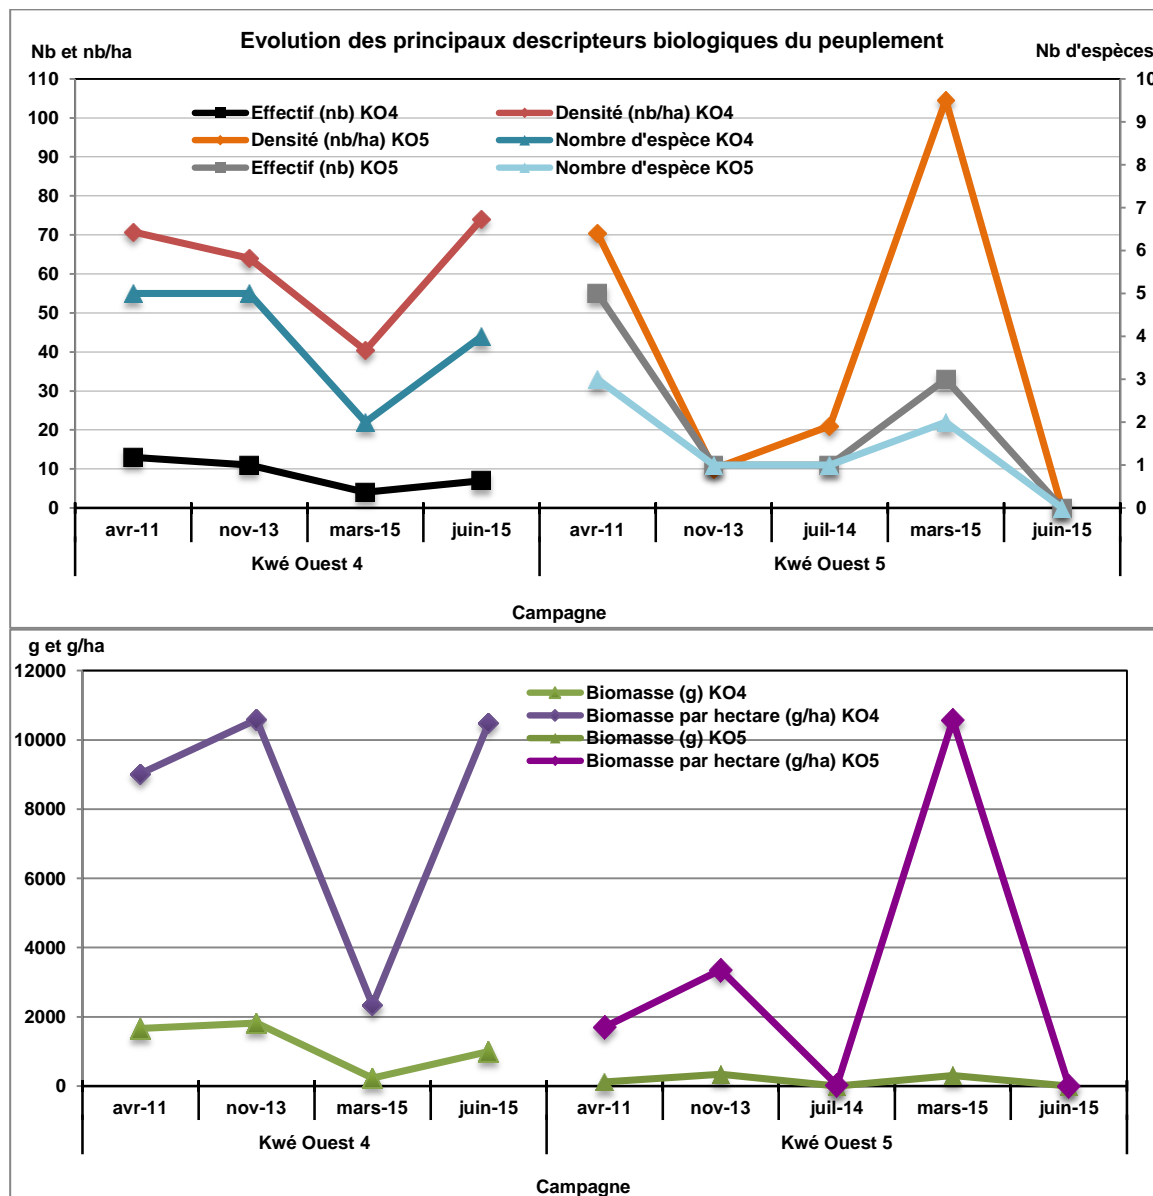 Evolution des principaux descripteurs biologiques du peuplement
Nb et nb/ha
Nb d'espèces
110
100
90
80
70
60
50
40
30
20
10
0
10
9
8
7
6
5
4
3
2
1
0
Effectif (nb) KO4
Densité (nb/ha) KO4
Densité (nb/ha) KO5
Nombre d'espèce KO4
Effectif (nb) KO5
Nombre d'espèce KO5
avr-11 nov-13 mars-15 juin-15 avr-11 nov-13 juil-14 mars-15 juin-15
Kwé Ouest 4 Kwé Ouest 5
Campagne
g et g/ha
12000
10000
8000
6000
4000
2000
0
Biomasse (g) KO4
Biomasse par hectare (g/ha) KO4
Biomasse (g) KO5
Biomasse par hectare (g/ha) KO5
avr-11 nov-13 mars-15 juin-15 avr-11 nov-13 juil-14 mars-15 juin-15
Kwé Ouest 4 Kwé Ouest 5
Campagne